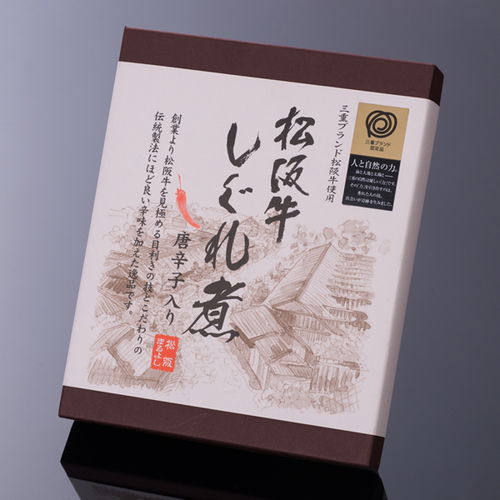 三重ブランド
認定品
人と自然の力。
三重ブランド松阪牛使用
松阪牛
しぐれ煮
唐辛子入り
創業より松阪牛を見極める目利きの技とこだわりの
伝統製法にほど良い辛味を加えた逸品です。
松阪
まるよし